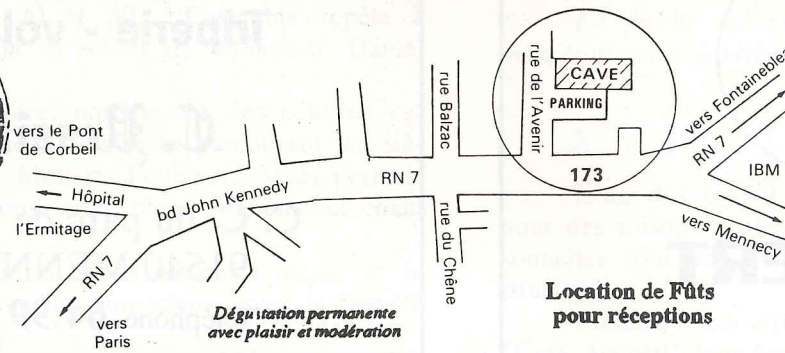 Triperie - vol
rue de l'Avenir
CAVE
PARKING
173
rue Balzac
vers Fontaineble
RN 7
IBM
vers Mennecy
vers le Pont
de Corbeil
Hôpital
l'Ermitage
bd John Kennedy
RN 7
rue du Chêne
RN 7
vers
Paris
Dégustation permanente
avec plaisir et modération
Location de Fûts
pour réceptions